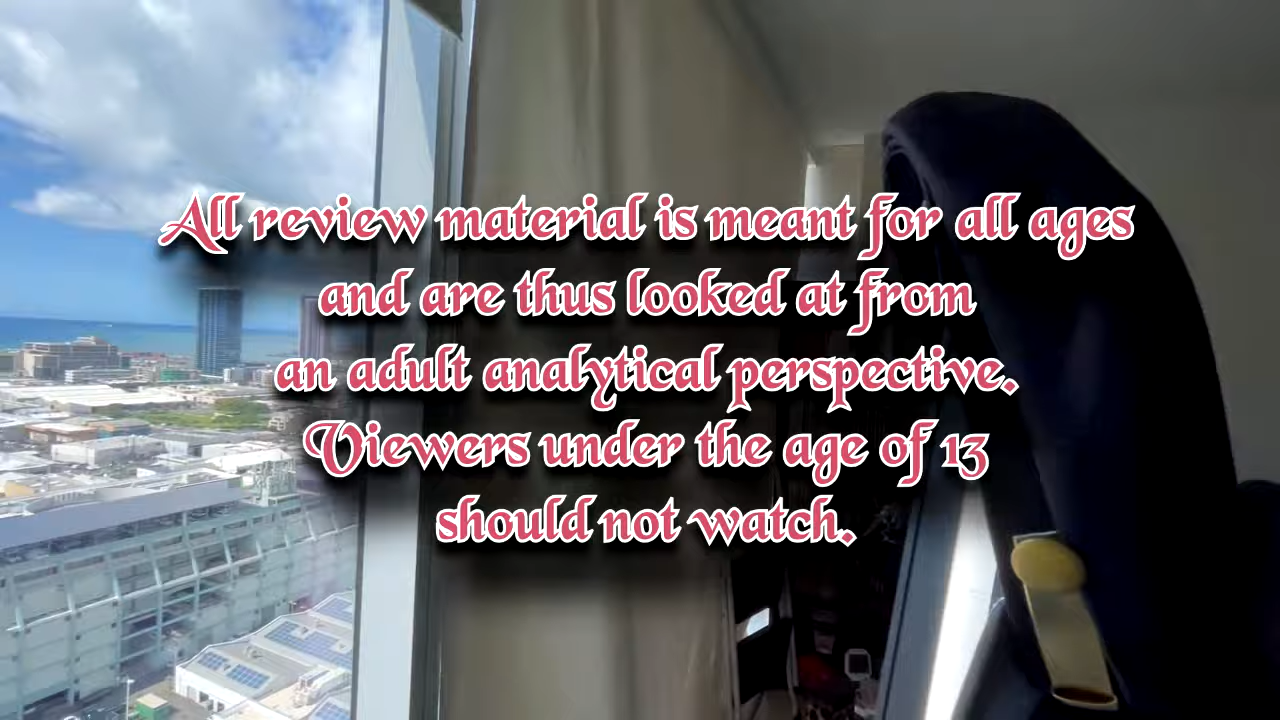 All review material is meant for all ages
and are thus looked at from
an adult analytical perspective.
Viewers under the age of 13
should not watch.